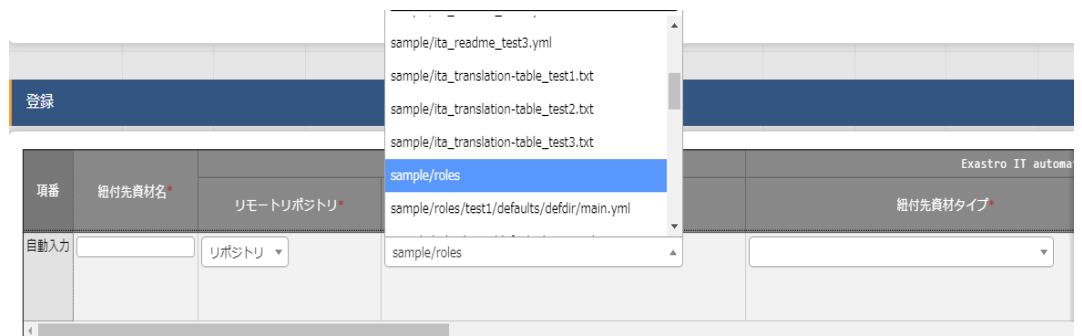 sample/ita_readme_test3.yml
sample/ita_translation-table_test1.txt
登録
sample/ita_translation-table_test2.txt
sample/ita_translation-table_test3.txt
sample/roles
Exastro IT automa
項番
紐付先資材名*
リモートリポジトリ*
sample/roles/test1/defaults/defdir/main.yml
紐付先資材タイプ*
自動入力
リポジトリ
sample/roles